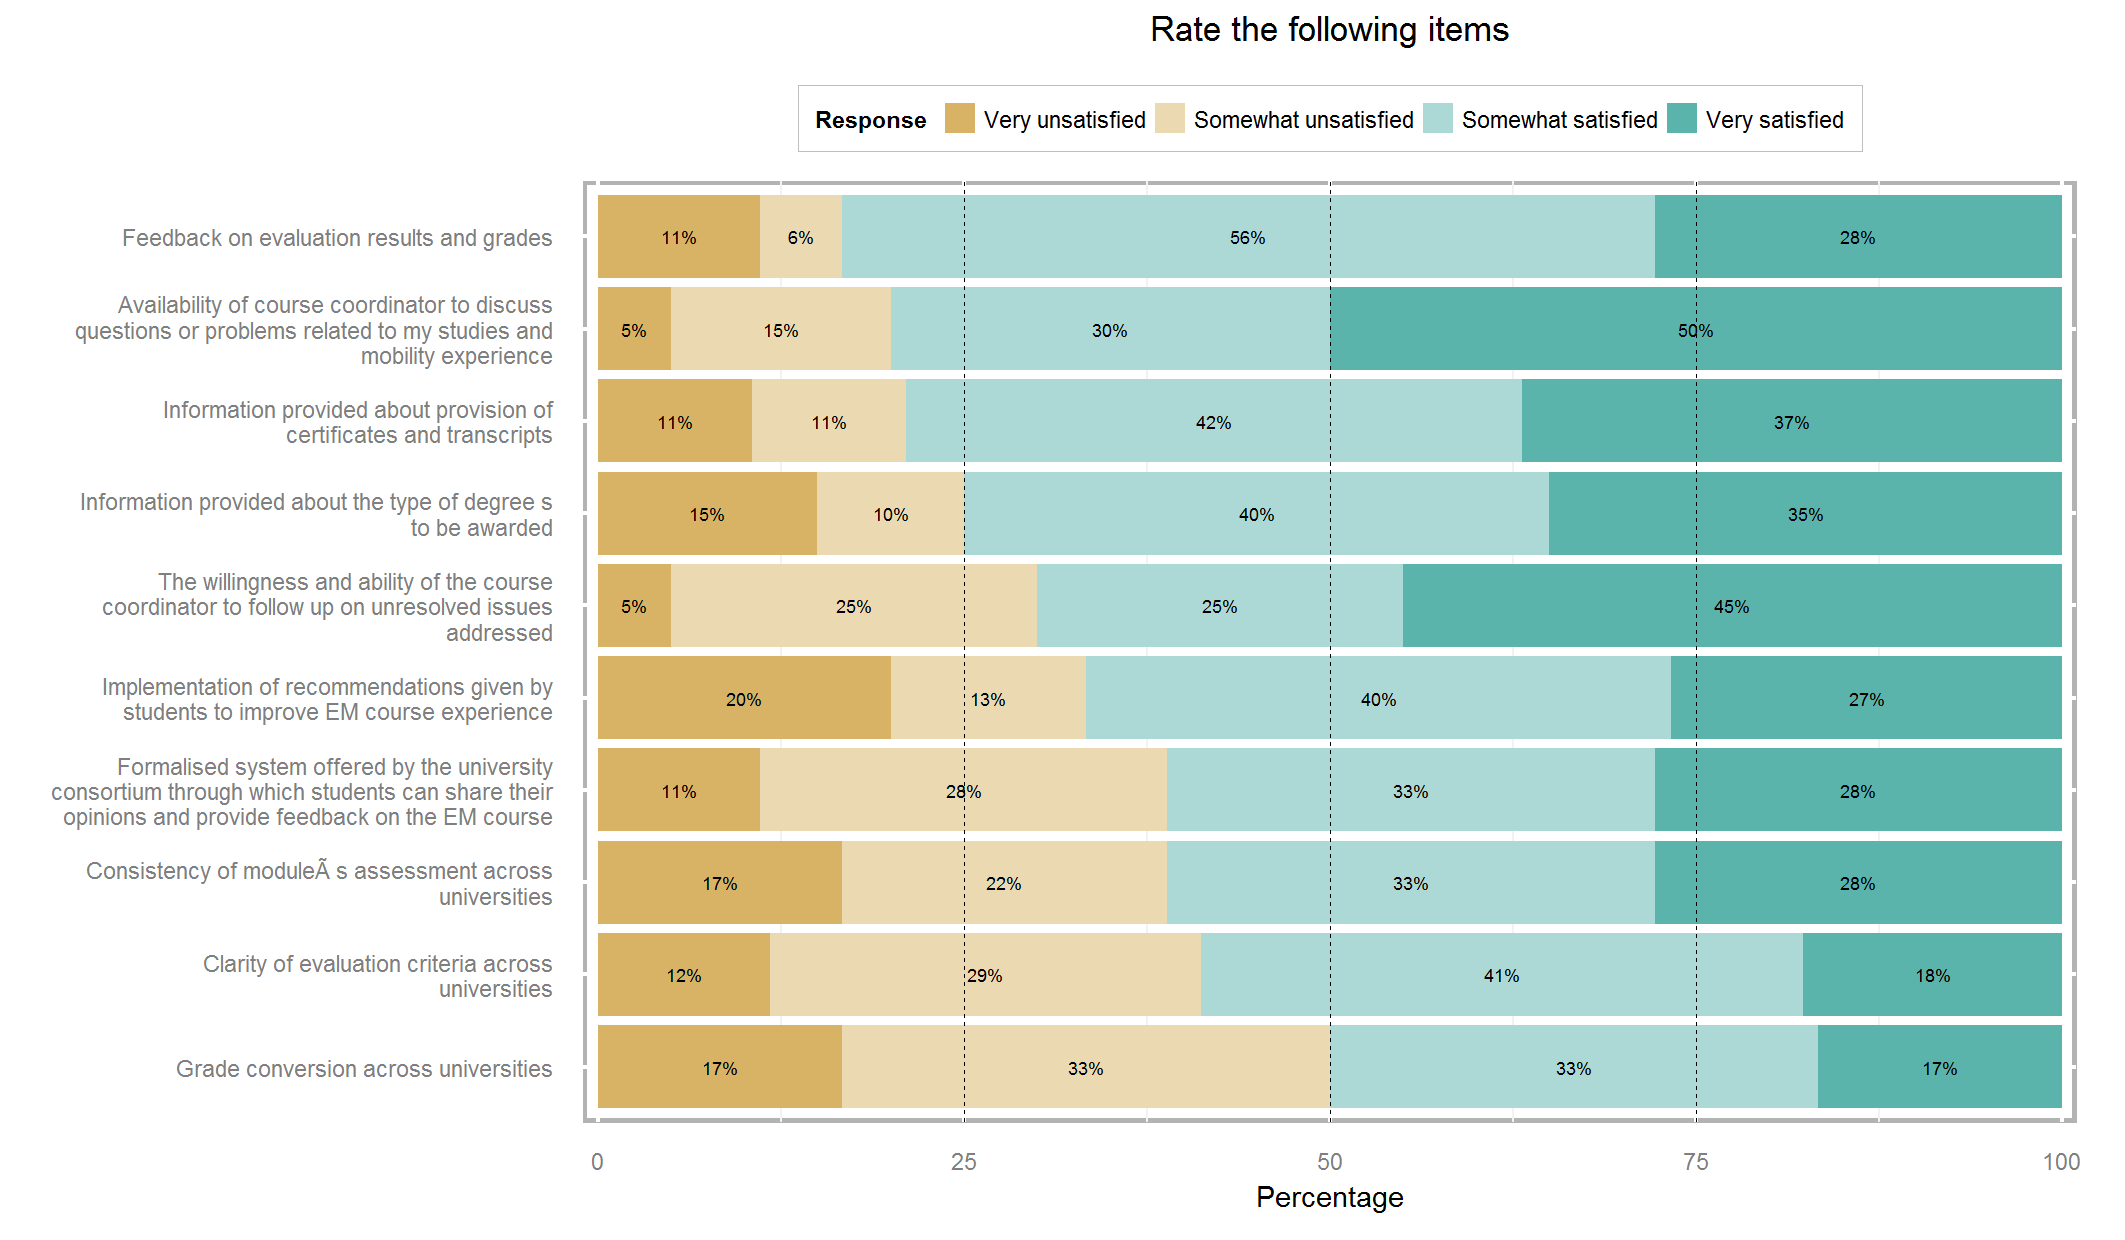 Rate the following items
Response Very unsatisfied Somewhat unsatisfied Somewhat satisfied Very satisfied
Feedback on evaluation results and grades
11% 6% 56% 28%
Availability of course coordinator to discuss
questions or problems related to my studies and
mobility experience
5% 15% 30% 50%
Information provided about provision of
certificates and transcripts
11% 11% 42% 37%
Information provided about the type of degree s
to be awarded
15% 10% 40% 35%
The willingness and ability of the course
coordinator to follow up on unresolved issues
addressed
5% 25% 25% 45%
Implementation of recommendations given by
students to improve EM course experience
20% 13% 40% 27%
Formalised system offered by the university
consortium through which students can share their
opinions and provide feedback on the EM course
11% 28% 33% 28%
Consistency of moduleÃ s assessment across
universities
17% 22% 33% 28%
Clarity of evaluation criteria across
universities
12% 29% 41% 18%
Grade conversion across universities
17% 33% 33% 17%
0 25 50 75 100
Percentage